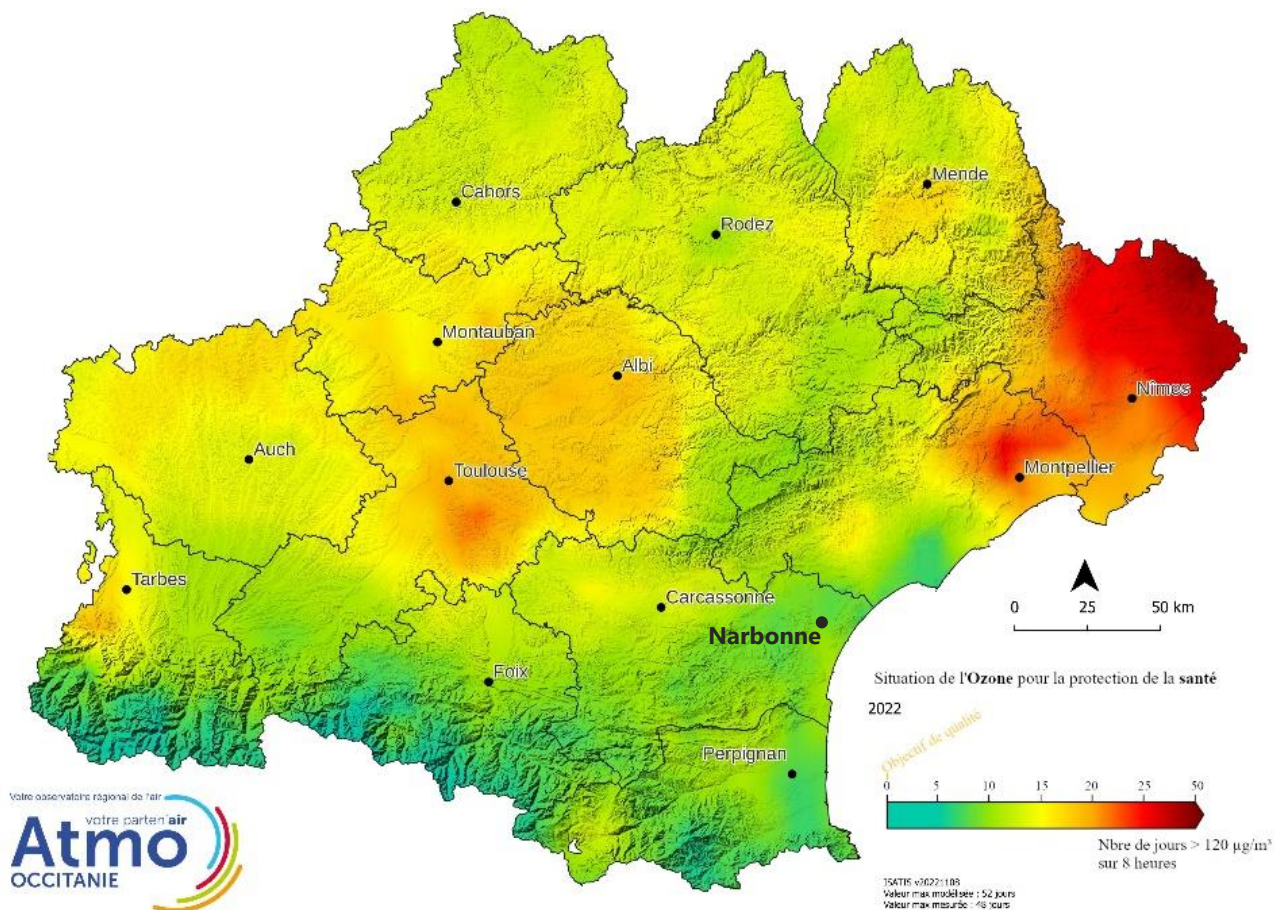 Cahors
Mende
Rodez
Montauban
Albi
Nîmes
Auch
Toulouse
Montpellier
Tarbes
Carcassonne
0 25 50 km
Narbonne
Foix
Situation de l'Ozone pour la protection de la santé
2022
Perpignan
Objectif de qualité
0 5 10 15 20 25 50
Nbre de jours > 120 µg/m³
sur 8 heures
Votre observatoire régional de l'air
votre parten'air
Atmo
OCCITANIE
ISATIS v20221108
Valeur max modélisée : 52 jours
Valeur max mesurée : 48 jours